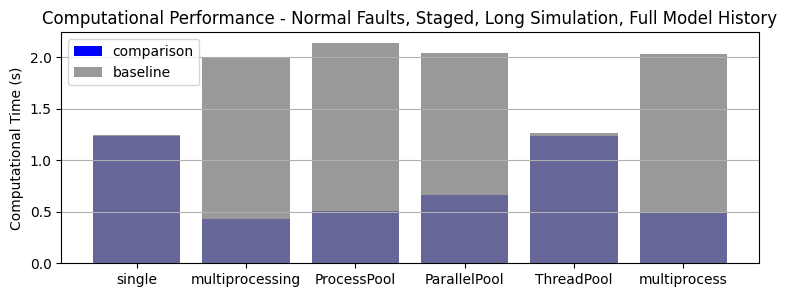 Computational Performance - Normal Faults, Staged, Long Simulation, Full Model History
comparison
baseline
Computational Time (s)
2.0
1.5
1.0
0.5
0.0
single multiprocessing ProcessPool ParallelPool ThreadPool multiprocess